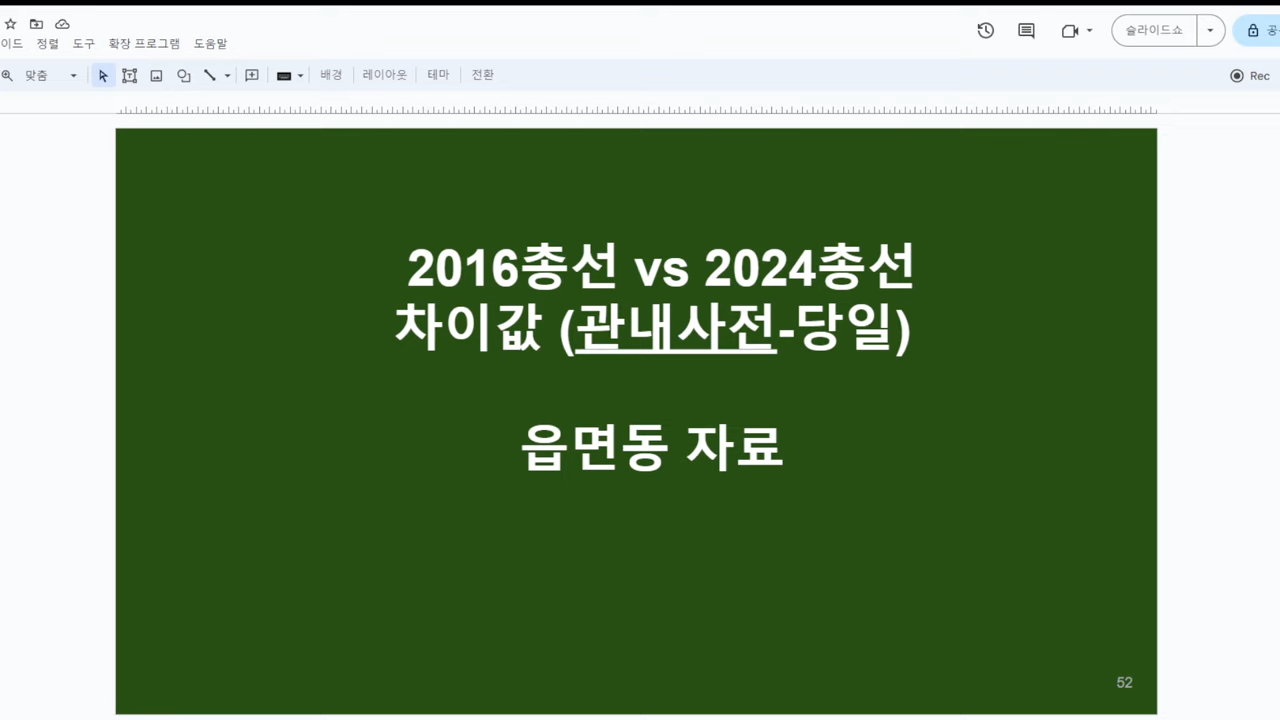 이드 정렬 도구 확장 프로그램 도움말
슬라이드쇼
맞춤 배경 레이아웃 테마 전환 Rec
2016총선 vs 2024총선
차이값 (관내사전-당일)
읍면동 자료
52